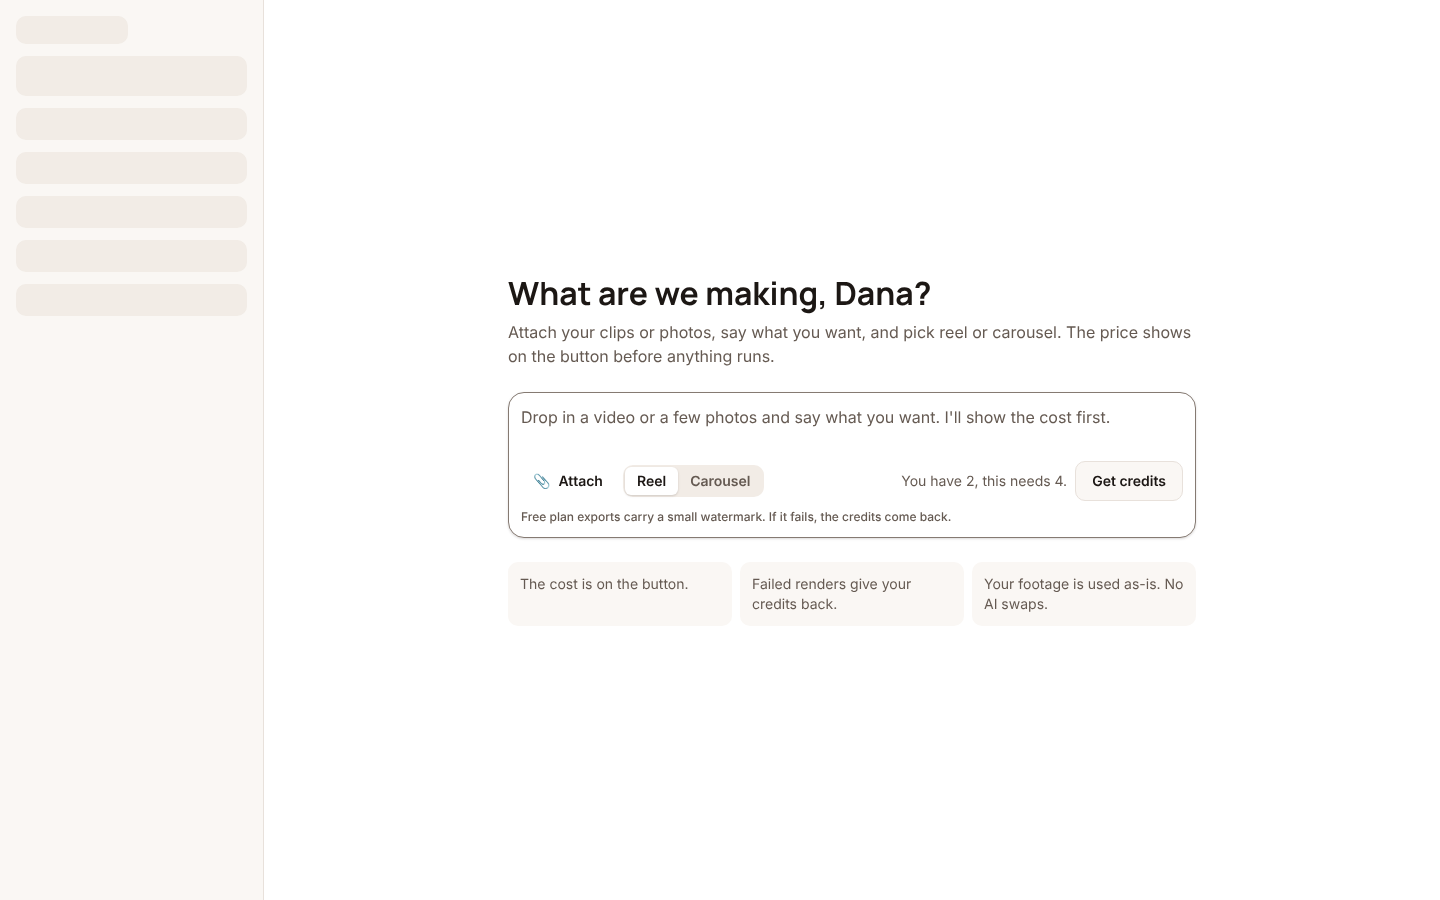 What are we making, Dana?
Attach your clips or photos, say what you want, and pick reel or carousel. The price shows
on the button before anything runs.
Drop in a video or a few photos and say what you want. I'll show the cost first.
Attach
Reel
Carousel
You have 2, this needs 4.
Get credits
Free plan exports carry a small watermark. If it fails, the credits come back.
The cost is on the button.
Failed renders give your
credits back.
Your footage is used as-is. No
AI swaps.